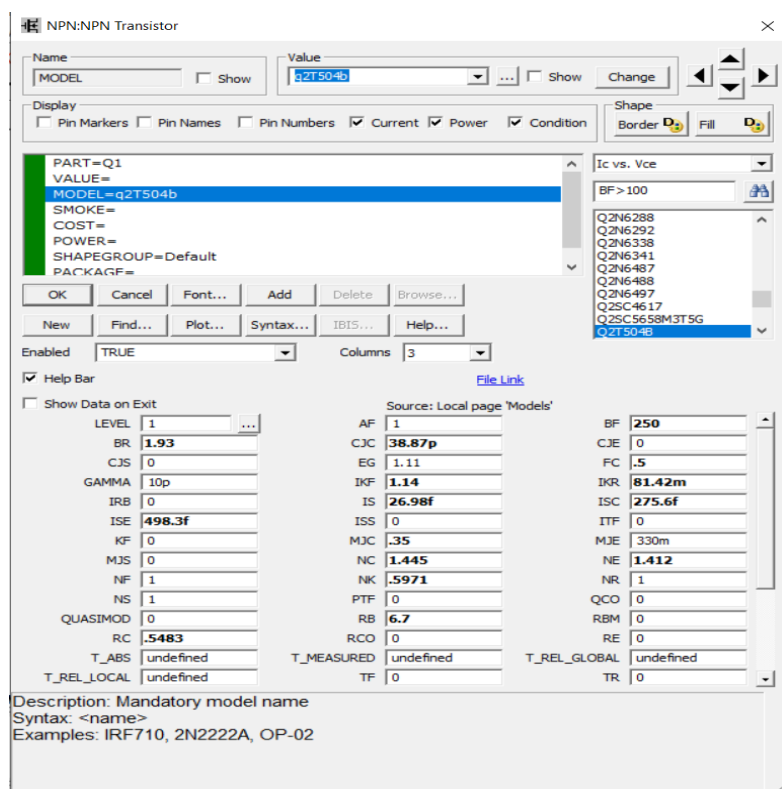 NPN:NPN Transistor
Name
MODEL Show
Value
q2T504b ... Show Change
Display
Pin Markers Pin Names Pin Numbers Current Power Condition
Shape
Border Fill
PART=Q1
VALUE=
MODEL=q2T504b
SMOKE=
COST=
POWER=
SHAPEGROUP=Default
PACKAGE=
Ic vs. Vce
BF>100
Q2N6288
Q2N6292
Q2N6338
Q2N6341
Q2N6487
Q2N6488
Q2N6497
Q2SC4617
Q2SC5658M3T5G
Q2T504B
OK Cancel Font... Add Delete Browse...
New Find... Plot... Syntax... IBIS... Help...
Enabled TRUE Columns 3
Help Bar File Link
Show Data on Exit Source: Local page 'Models'
LEVEL 1 ... AF 1 BF 250
BR 1.93 CJC 38.87p CJE 0
CJS 0 EG 1.11 FC .5
GAMMA 10p IKF 1.14 IKR 81.42m
IRB 0 IS 26.98f ISC 275.6f
ISE 498.3f ISS 0 ITF 0
KF 0 MJC .35 MJE 330m
MJS 0 NC 1.445 NE 1.412
NF 1 NK .5971 NR 1
NS 1 PTF 0 QCO 0
QUASIMOD 0 RB 6.7 RBM 0
RC .5483 RCO 0 RE 0
T_ABS undefined T_MEASURED undefined T_REL_GLOBAL undefined
T_REL_LOCAL undefined TF 0 TR 0
Description: Mandatory model name
Syntax: <name>
Examples: IRF710, 2N2222A, OP-02